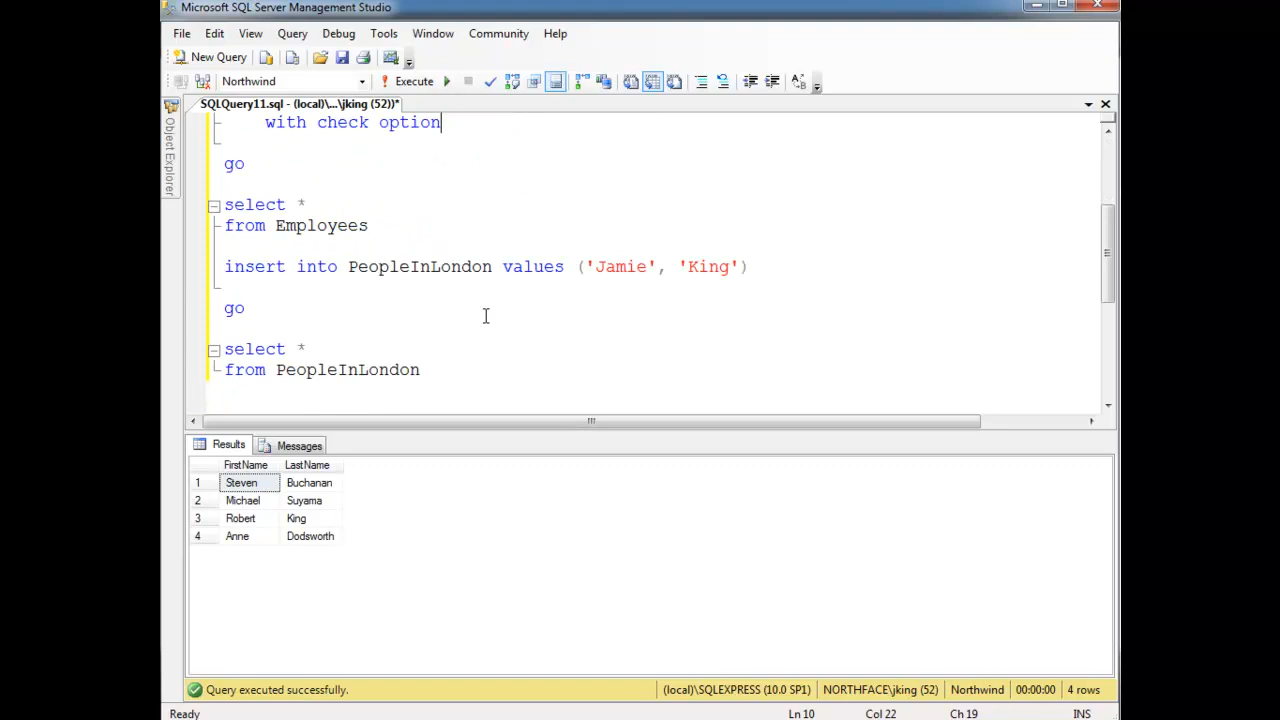 Microsoft SQL Server Management Studio
File Edit View Query Debug Tools Window Community Help
New Query
Northwind Execute
SQLQuery11.sql - (local)\...\jking (52))*
Object Explorer
with check option
go
select *
from Employees
insert into PeopleInLondon values ('Jamie', 'King')
go
select *
from PeopleInLondon
Results Messages
FirstName LastName
1 Steven Buchanan
2 Michael Suyama
3 Robert King
4 Anne Dodsworth
Query executed successfully. (local)\SQLEXPRESS (10.0 SP1) NORTHFACE\jking (52) Northwind 00:00:00 4 rows
Ready Ln 10 Col 22 Ch 19 INS